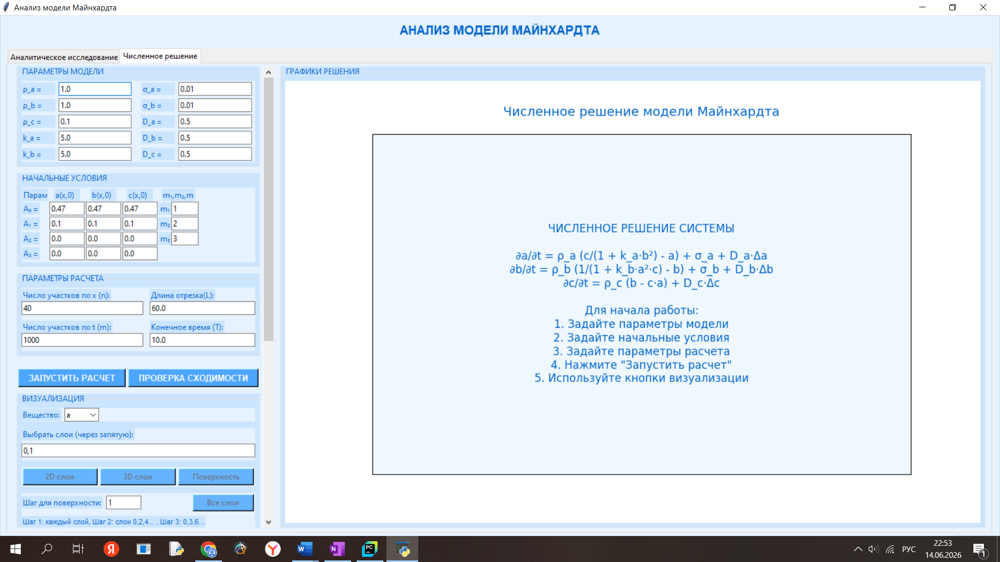 Анализ модели Майнхардта
АНАЛИЗ МОДЕЛИ МАЙНХАРДТА
Аналитическое исследование
Численное решение
ПАРАМЕТРЫ МОДЕЛИ
ρ_a = 1.0 σ_a = 0.01
ρ_b = 1.0 σ_b = 0.01
ρ_c = 0.1 D_a = 0.5
k_a = 5.0 D_b = 0.5
k_b = 5.0 D_c = 0.5
НАЧАЛЬНЫЕ УСЛОВИЯ
Парам a(x,0) b(x,0) c(x,0) m₁,m₂,m
A₀ = 0.47 0.47 0.47 m₁ 1
A₁ = 0.1 0.1 0.1 m₂ 2
A₂ = 0.0 0.0 0.0 m₃ 3
A₃ = 0.0 0.0 0.0
ПАРАМЕТРЫ РАСЧЕТА
Число участков по x (n): Длина отрезка(L):
40 60.0
Число участков по t (m): Конечное время (T):
1000 10.0
ЗАПУСТИТЬ РАСЧЕТ ПРОВЕРКА СХОДИМОСТИ
ВИЗУАЛИЗАЦИЯ
Вещество: a
Выбрать слои (через запятую):
0,1
2D слои 3D слои Поверхность
Шаг для поверхности: 1 Все слои
Шаг 1: каждый слой, Шаг 2: слои 0,2,4... , Шаг 3: 0,3,6...
ГРАФИКИ РЕШЕНИЯ
Численное решение модели Майнхардта
ЧИСЛЕННОЕ РЕШЕНИЕ СИСТЕМЫ
∂a/∂t = ρ_a (c/(1 + k_a·b²) - a) + σ_a + D_a·Δa
∂b/∂t = ρ_b (1/(1 + k_b·a²·c) - b) + σ_b + D_b·Δb
∂c/∂t = ρ_c (b - c·a) + D_c·Δc
Для начала работы:
1. Задайте параметры модели
2. Задайте начальные условия
3. Задайте параметры расчета
4. Нажмите "Запустить расчет"
5. Используйте кнопки визуализации
Я
Y
W
N
PC
РУС
22:53
14.06.2026
1